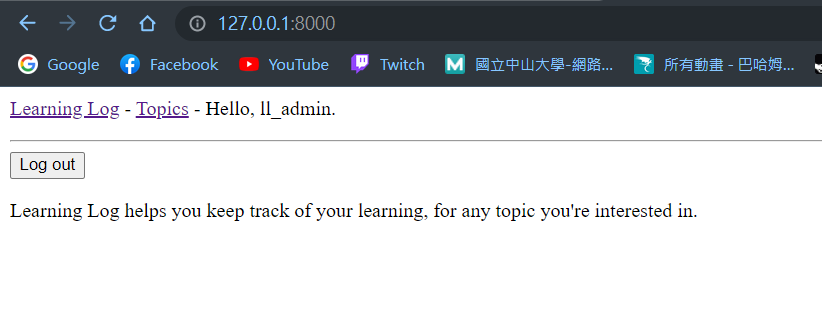 127.0.0.1:8000
Google Facebook YouTube Twitch 國立中山大學-網路... 所有動畫 - 巴哈姆...
Learning Log - Topics - Hello, ll_admin.
Log out
Learning Log helps you keep track of your learning, for any topic you're interested in.